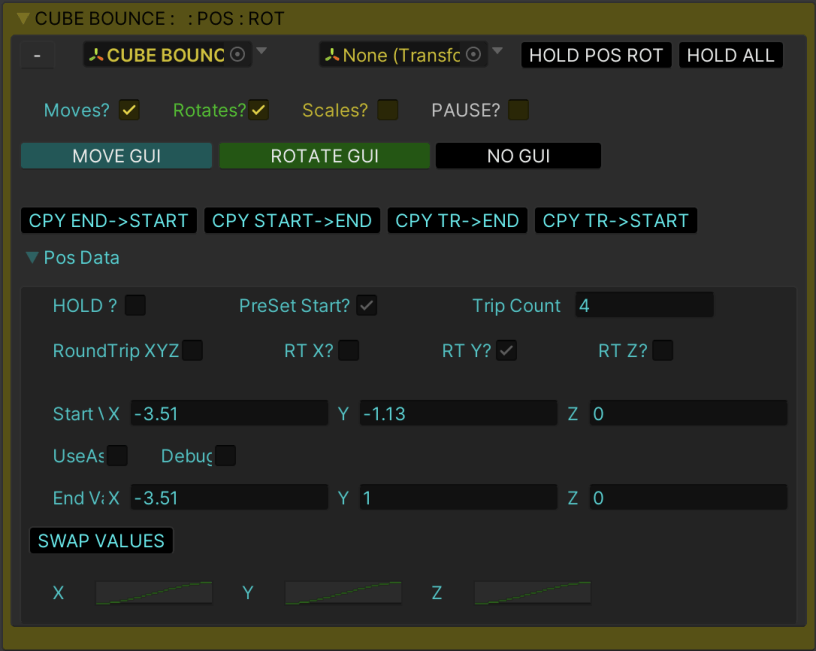 CUBE BOUNCE : : POS : ROT
- CUBE BOUNC None (Transfc HOLD POS ROT HOLD ALL
Moves? Rotates? Scales? PAUSE?
MOVE GUI ROTATE GUI NO GUI
CPY END->START CPY START->END CPY TR->END CPY TR->START
Pos Data
HOLD ? PreSet Start? Trip Count 4
RoundTrip XYZ RT X? RT Y? RT Z?
Start \ X -3.51 Y -1.13 Z 0
UseAs Debug
End Va X -3.51 Y 1 Z 0
SWAP VALUES
X Y Z